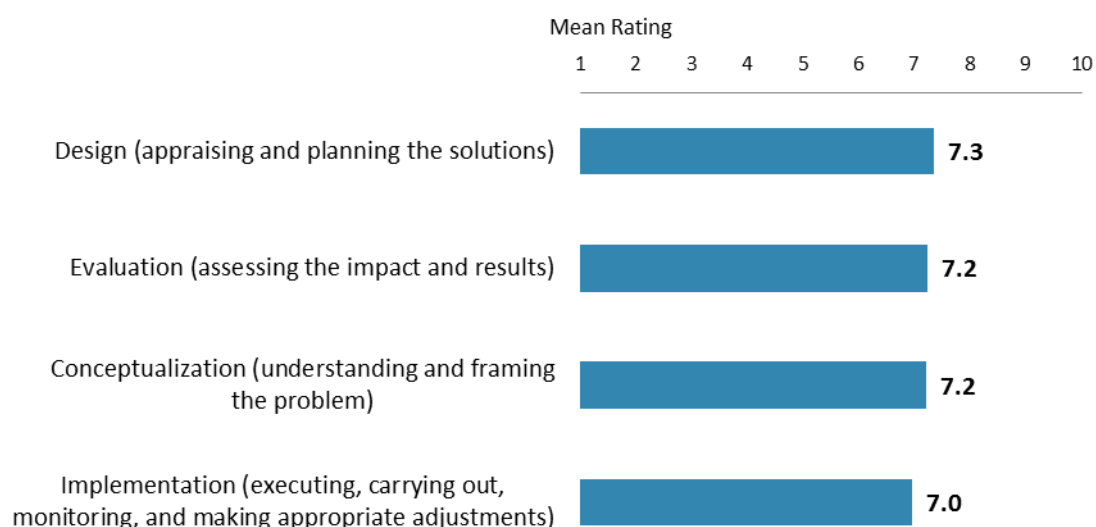 Mean Rating
1 2 3 4 5 6 7 8 9 10
Design (appraising and planning the solutions) 7.3
Evaluation (assessing the impact and results) 7.2
Conceptualization (understanding and framing
the problem) 7.2
Implementation (executing, carrying out,
monitoring, and making appropriate adjustments) 7.0